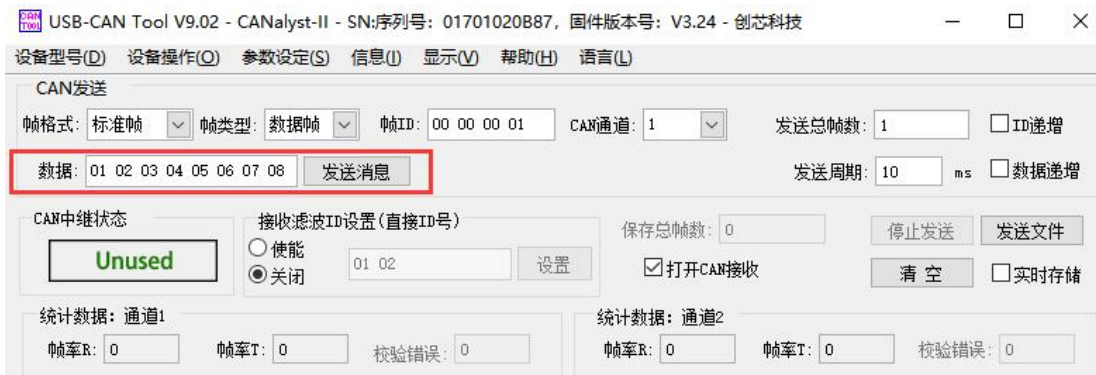 CAN TOOL USB-CAN Tool V9.02 - CANalyst-II - SN:序列号: 01701020B87, 固件版本号: V3.24 - 创芯科技
设备型号(D) 设备操作(O) 参数设定(S) 信息(I) 显示(V) 帮助(H) 语言(L)
CAN发送
帧格式: 标准帧 帧类型: 数据帧 帧ID: 00 00 00 01 CAN通道: 1 发送总帧数: 1 ID递增
数据: 01 02 03 04 05 06 07 08 发送消息 发送周期: 10 ms 数据递增
CAN中继状态 接收滤波ID设置(直接ID号) 保存总帧数: 0 停止发送 发送文件
Unused 使能 01 02 设置 打开CAN接收 清空 实时存储
关闭
统计数据: 通道1 统计数据: 通道2
帧率R: 0 帧率T: 0 校验错误: 0 帧率R: 0 帧率T: 0 校验错误: 0